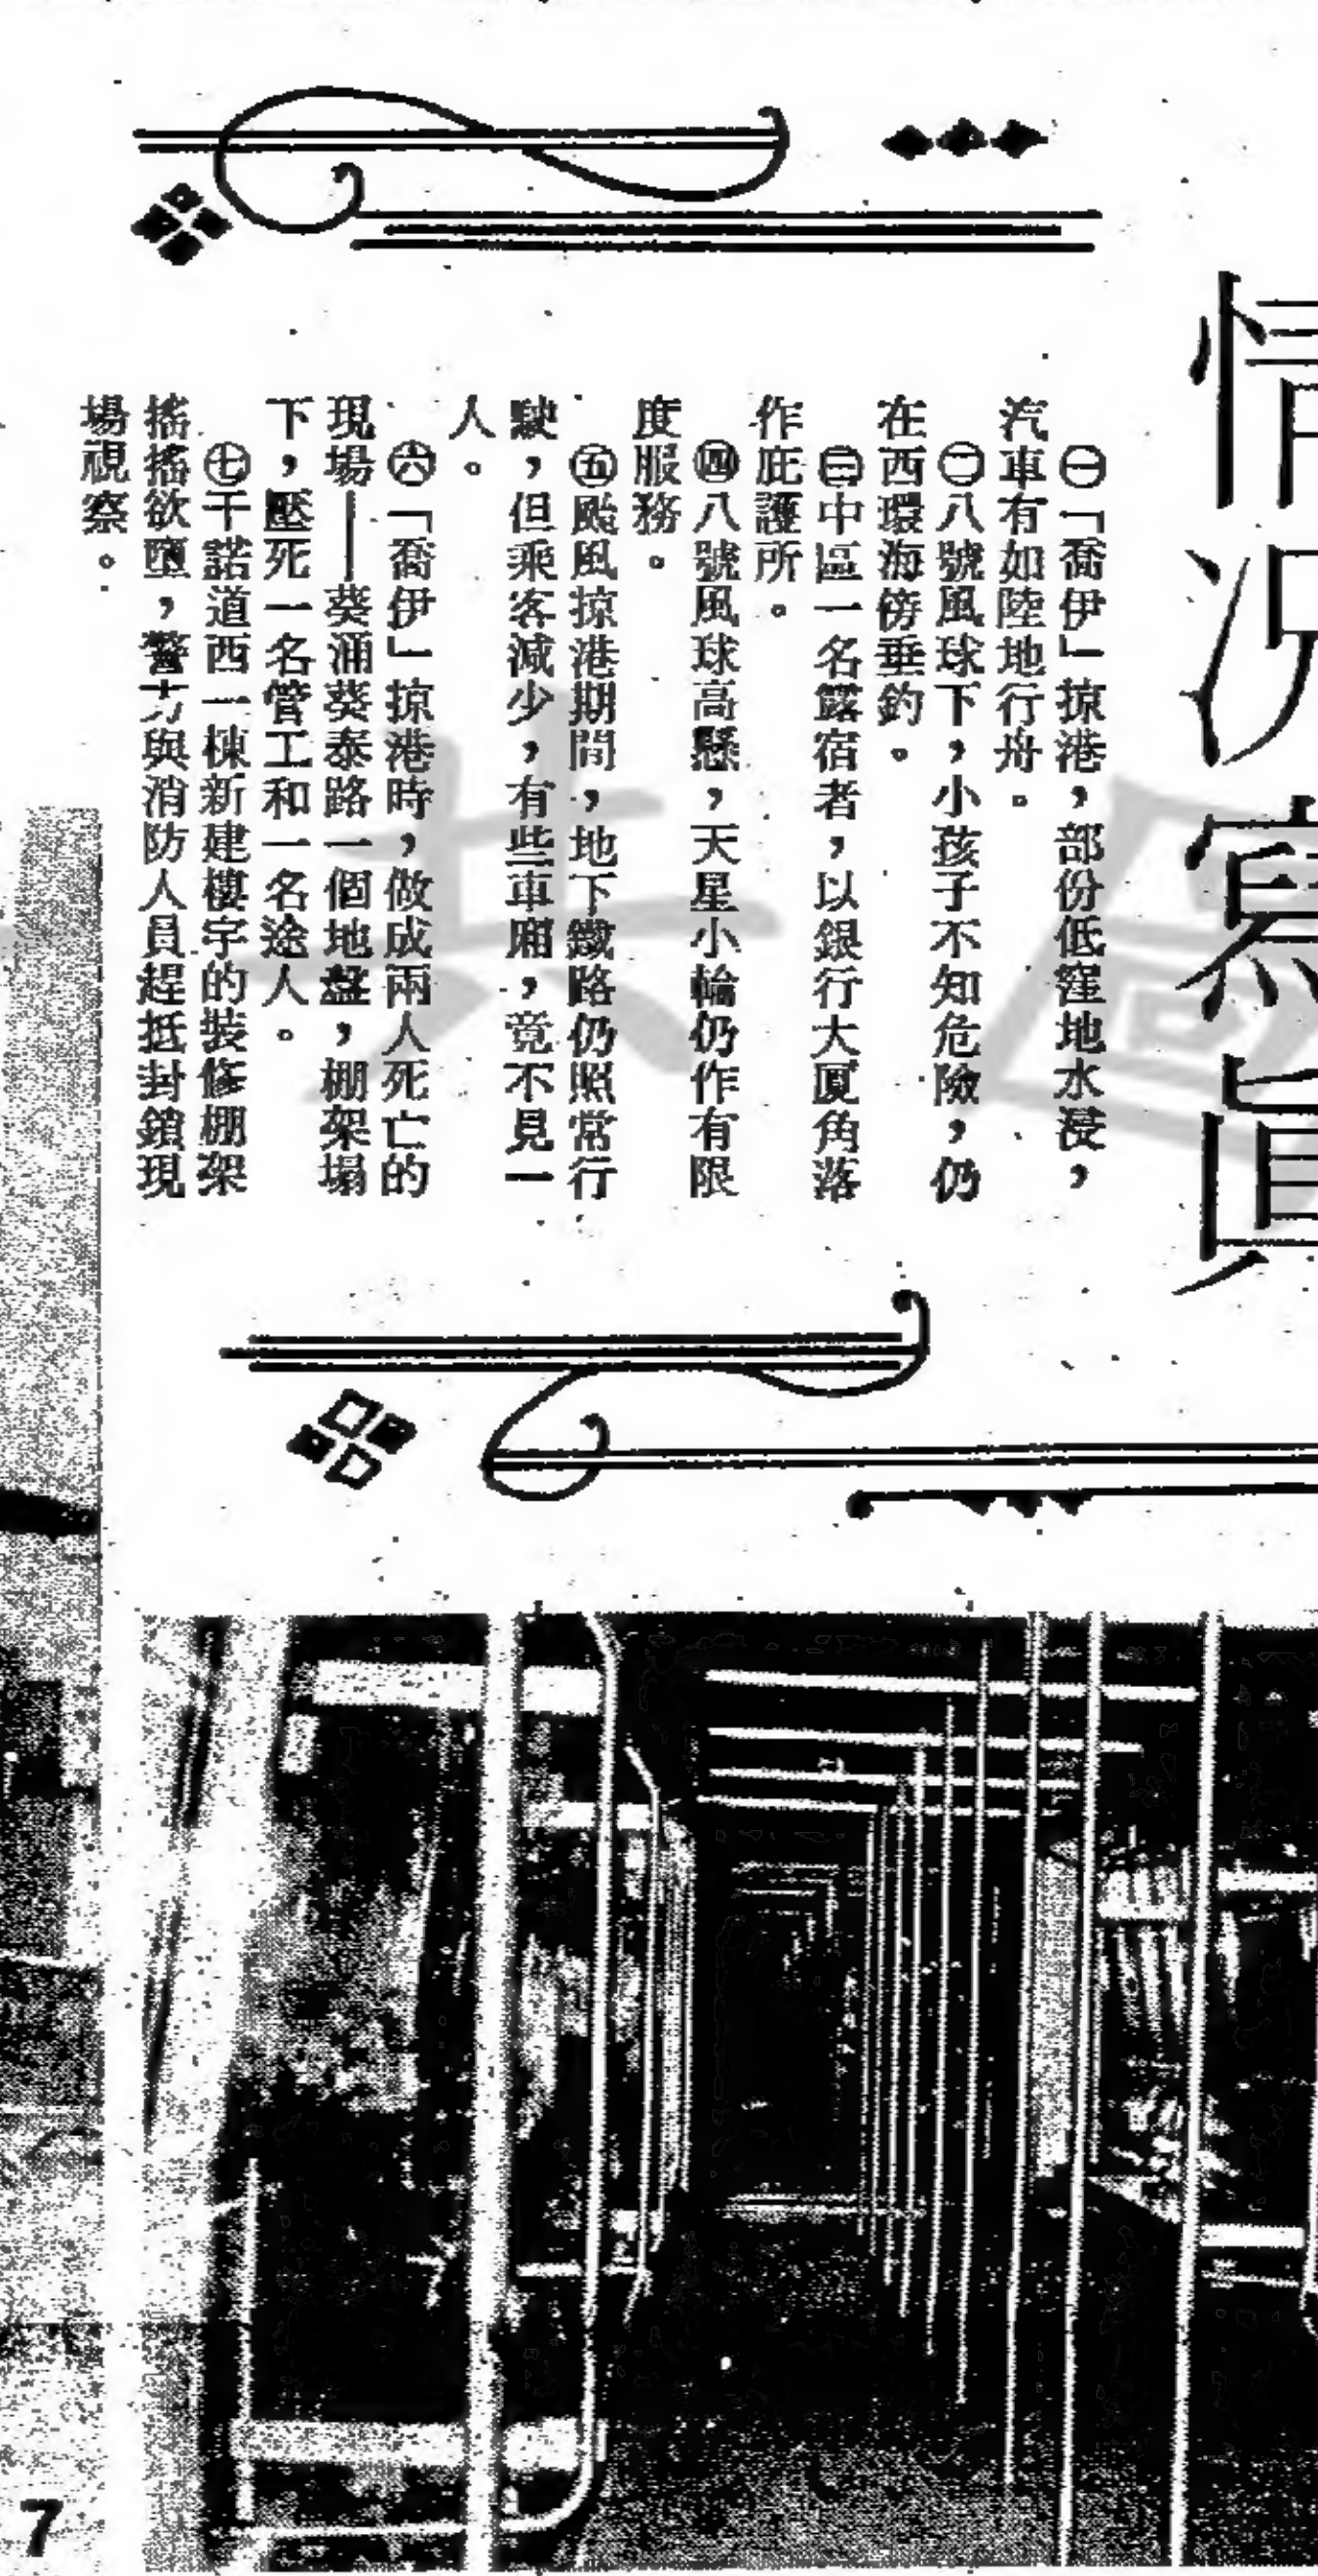 情況寫眞
㊀「喬伊」掠港，部份低窪地水浸，
汽車有如陸地行舟。
㊁八號風球下，小孩子不知危險，仍
在西環海傍垂釣。
㊂中區一名露宿者，以銀行大厦角落
作庇護所。
㊃八號風球高懸，天星小輪仍作有限
度服務。
㊄颱風掠港期間，地下鐵路仍照常行
駛，但乘客減少，有些車廂，竟不見一
人。
㊅「喬伊」掠港時，做成兩人死亡的
現場——葵涌葵泰路一個地盤，棚架塌
下，壓死一名管工和一名途人。
㊆干諾道西一棟新建樓宇的裝修棚架
搖搖欲墮，警方與消防人員趕抵封鎖現
場視察。
7